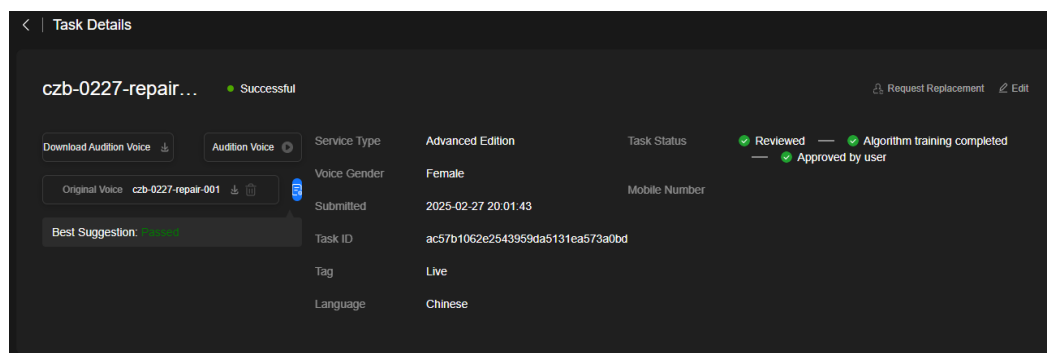 Task Details
czb-0227-repair...
Successful
Request Replacement
Edit
Download Audition Voice
Audition Voice
Original Voice czb-0227-repair-001
Best Suggestion: Passed
Service Type Advanced Edition
Voice Gender Female
Submitted 2025-02-27 20:01:43
Task ID ac57b1062e2543959da5131ea573a0bd
Tag Live
Language Chinese
Task Status Reviewed — Algorithm training completed
— Approved by user
Mobile Number